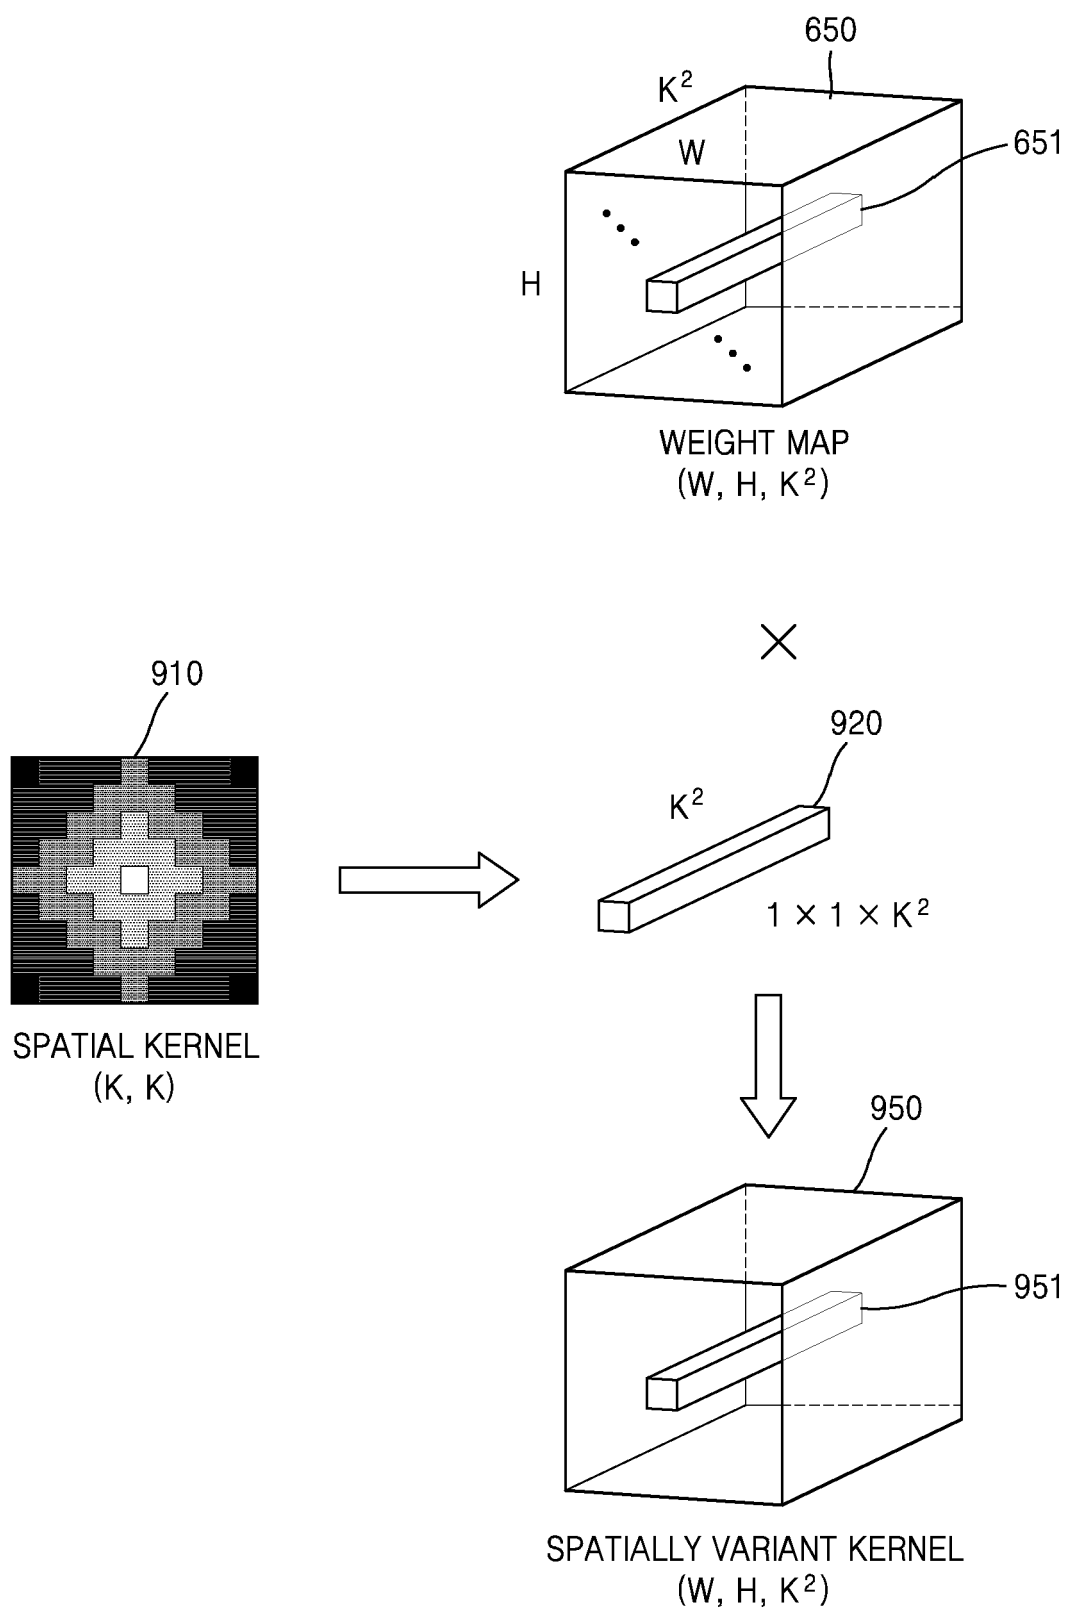 650
K²
W
651
H
WEIGHT MAP
(W, H, K²)
×
910
920
K²
1 × 1 × K²
SPATIAL KERNEL
(K, K)
950
951
SPATIALLY VARIANT KERNEL
(W, H, K²)